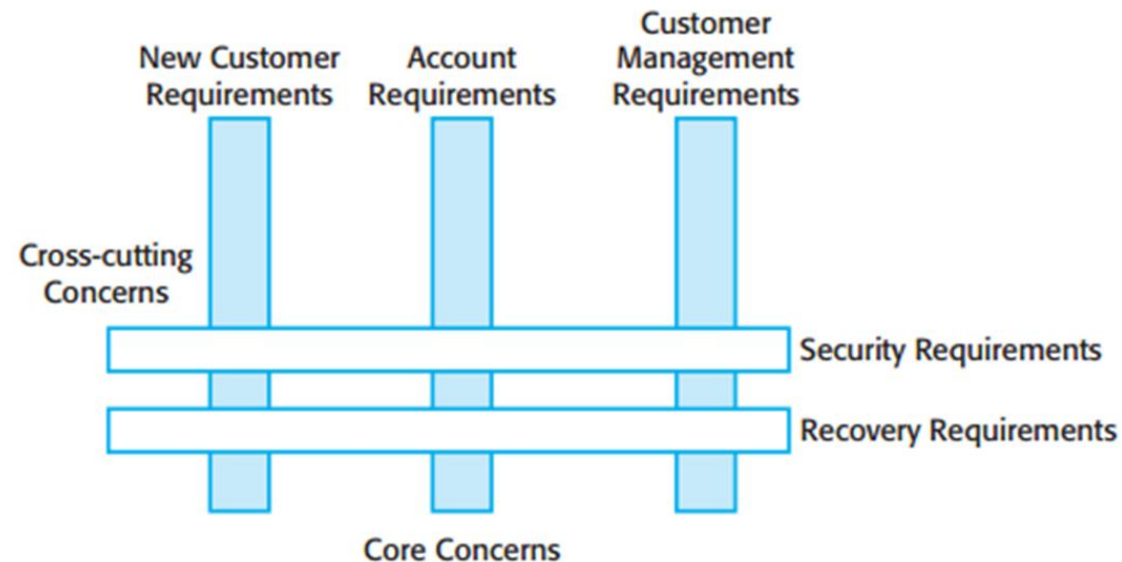 New Customer
Requirements
Account
Requirements
Customer
Management
Requirements
Cross-cutting
Concerns
Security Requirements
Recovery Requirements
Core Concerns